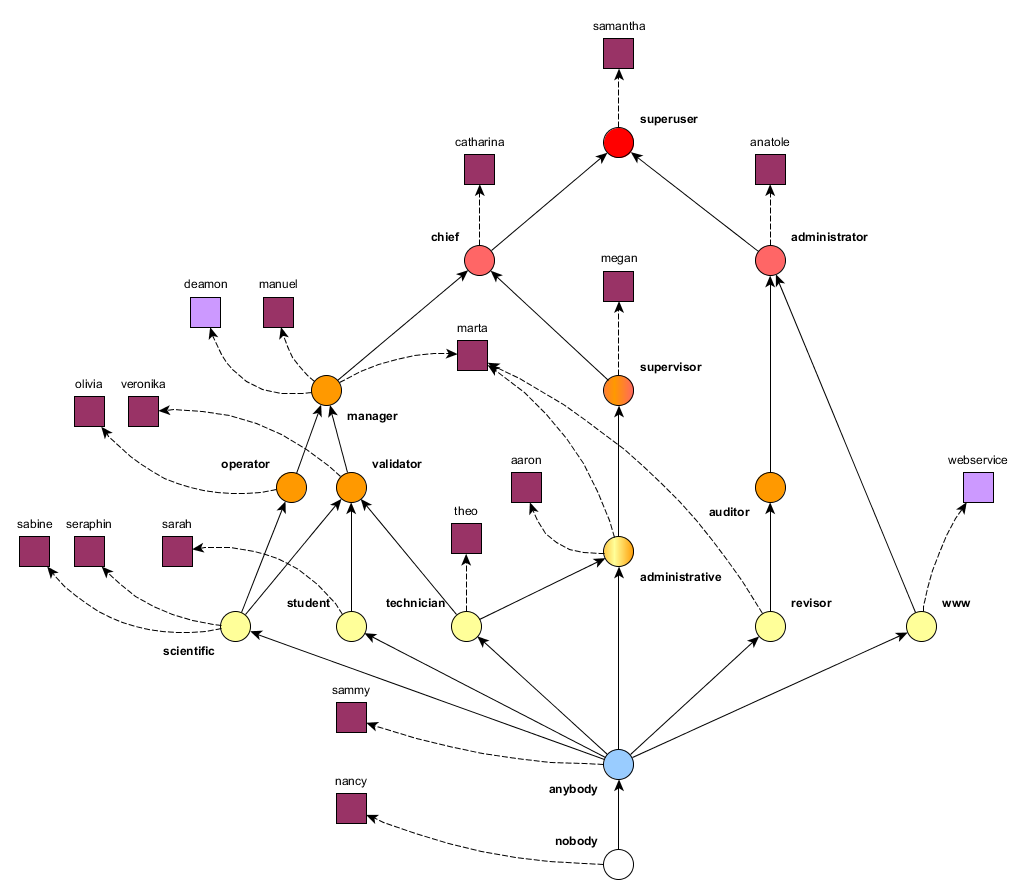 samantha
superuser
catharina
anatole
chief
administrator
megan
deamon
manuel
marta
supervisor
olivia
veronika
manager
operator
validator
aaron
webservice
theo
auditor
sabine
seraphin
sarah
administrative
student
technician
revisor
www
scientific
sammy
anybody
nancy
nobody